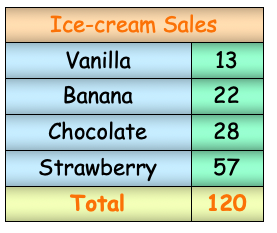 Ice-cream Sales
Vanilla 13
Banana 22
Chocolate 28
Strawberry 57
Total 120